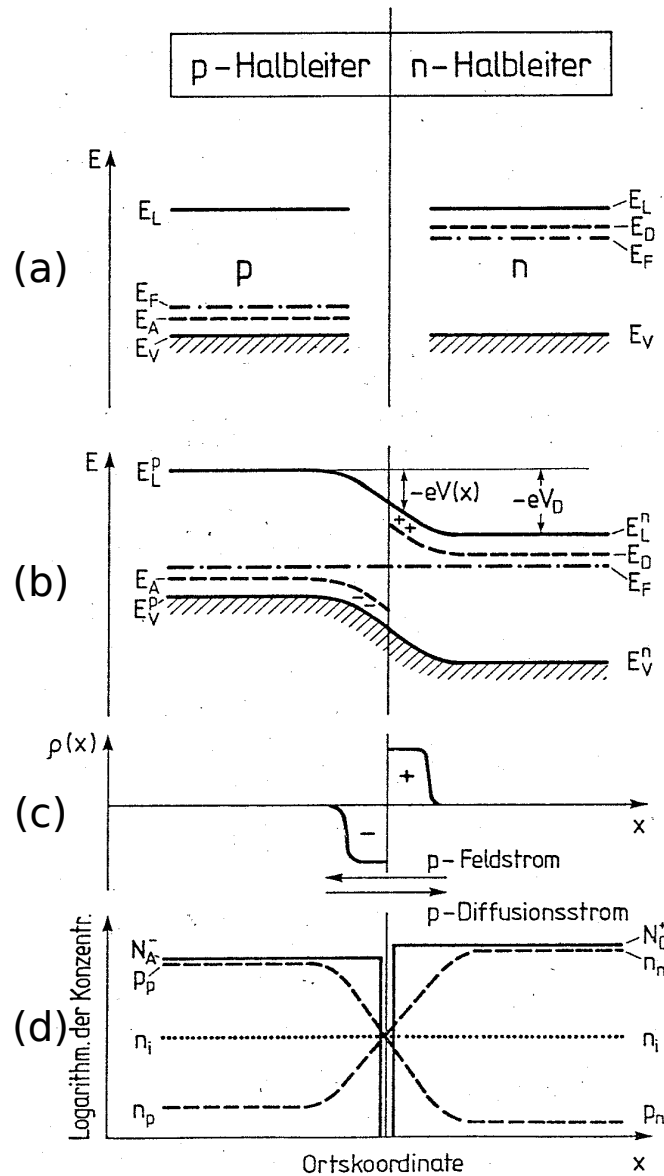 p-Halbleiter n-Halbleiter
E
E_L E_L
E_D
E_F
(a) p n
E_F
E_A
E_V E_V
E
E_L^p
-eV(x) -eV_D
++ E_L^n
E_D
(b) E_F
E_A
E_V^p --
E_V^n
ρ(x)
+
(c) x
-
p-Feldstrom
p-Diffusionsstrom
Logarithm. der Konzentr.
N_A^- N_D^+
p_p n_n
(d) n_i n_i
n_p p_n
Ortskoordinate x